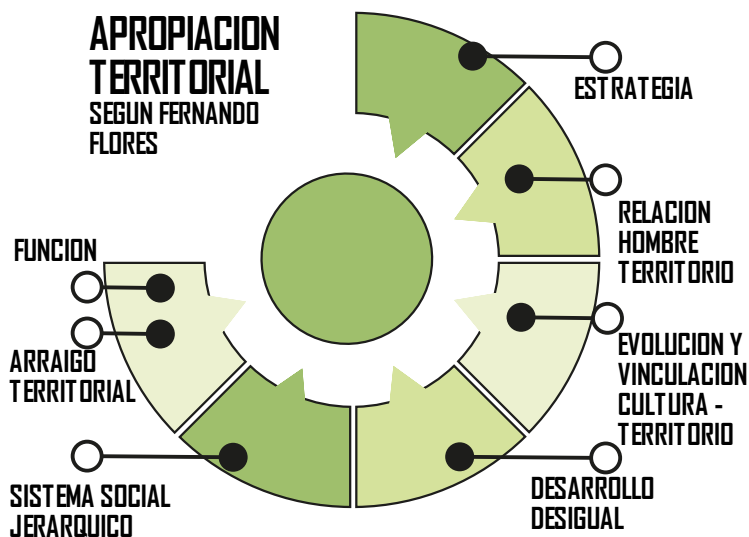 APROPIACION
TERRITORIAL
SEGUN FERNANDO
FLORES
ESTRATEGIA
RELACION
HOMBRE
TERRITORIO
EVOLUCION Y
VINCULACION
CULTURA -
TERRITORIO
DESARROLLO
DESIGUAL
SISTEMA SOCIAL
JERARQUICO
ARRAIGO
TERRITORIAL
FUNCION